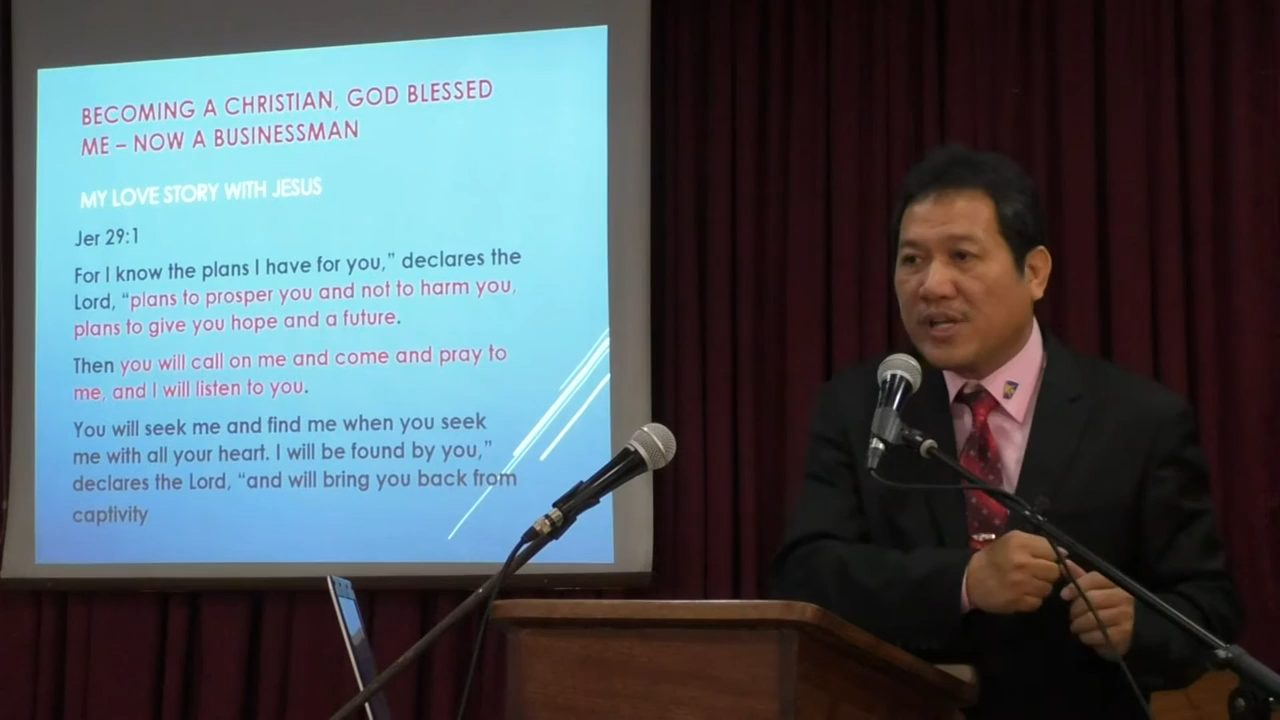 BECOMING A CHRISTIAN, GOD BLESSED
ME – NOW A BUSINESSMAN
MY LOVE STORY WITH JESUS
Jer 29:1
For I know the plans I have for you,” declares the
Lord, “plans to prosper you and not to harm you,
plans to give you hope and a future.
Then you will call on me and come and pray to
me, and I will listen to you.
You will seek me and find me when you seek
me with all your heart. I will be found by you,”
declares the Lord, “and will bring you back from
captivity